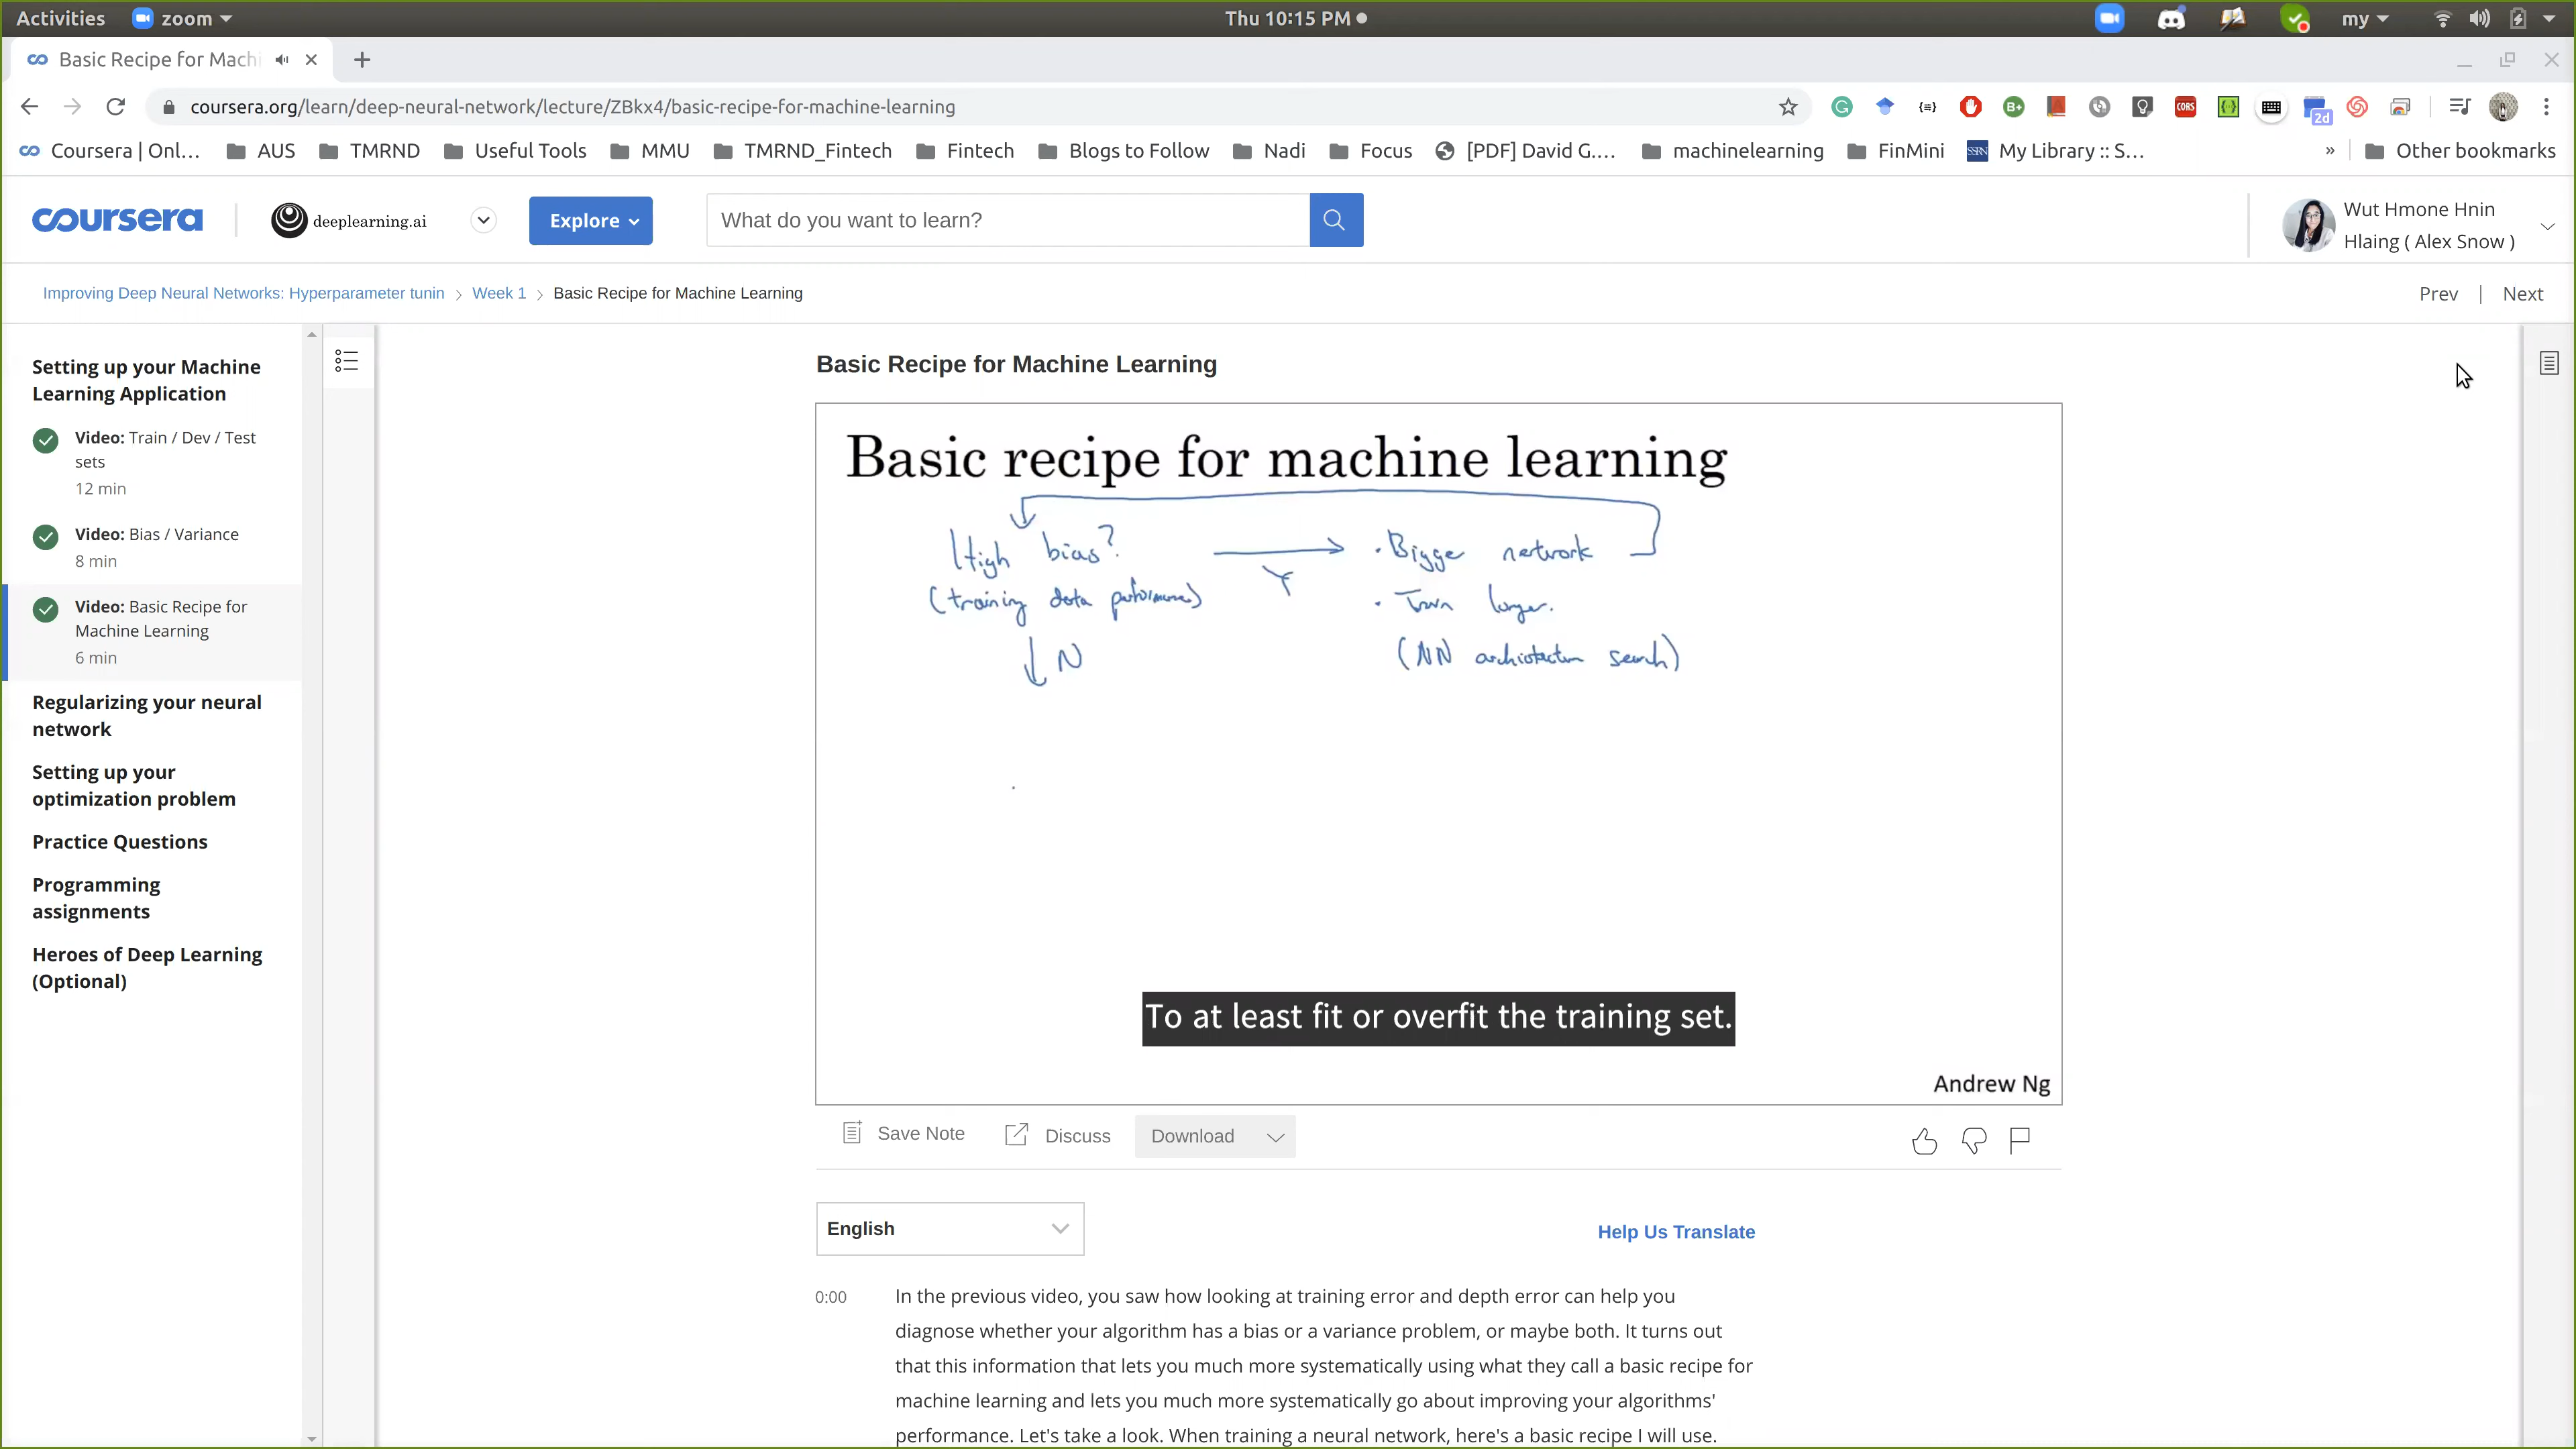 Activities zoom Thu 10:15 PM my
Basic Recipe for Machi
coursera.org/learn/deep-neural-network/lecture/ZBkx4/basic-recipe-for-machine-learning
2d
CORS
Coursera | Onl... AUS TMRND Useful Tools MMU TMRND_Fintech Fintech Blogs to Follow Nadi Focus [PDF] David G.... machinelearning FinMini SSRN My Library :: S... » Other bookmarks
coursera deeplearning.ai Explore What do you want to learn? Wut Hmone Hnin
Hlaing ( Alex Snow )
Improving Deep Neural Networks: Hyperparameter tunin > Week 1 > Basic Recipe for Machine Learning Prev | Next
Setting up your Machine
Learning Application
Video: Train / Dev / Test
sets
12 min
Video: Bias / Variance
8 min
Video: Basic Recipe for
Machine Learning
6 min
Regularizing your neural
network
Setting up your
optimization problem
Practice Questions
Programming
assignments
Heroes of Deep Learning
(Optional)
Basic Recipe for Machine Learning
Basic recipe for machine learning
High bias? Y · Bigger network
(training data performance) · Train longer.
N (NN architecture search)
To at least fit or overfit the training set.
Andrew Ng
Save Note Discuss Download
English Help Us Translate
0:00 In the previous video, you saw how looking at training error and depth error can help you
diagnose whether your algorithm has a bias or a variance problem, or maybe both. It turns out
that this information that lets you much more systematically using what they call a basic recipe for
machine learning and lets you much more systematically go about improving your algorithms'
performance. Let's take a look. When training a neural network, here's a basic recipe I will use.